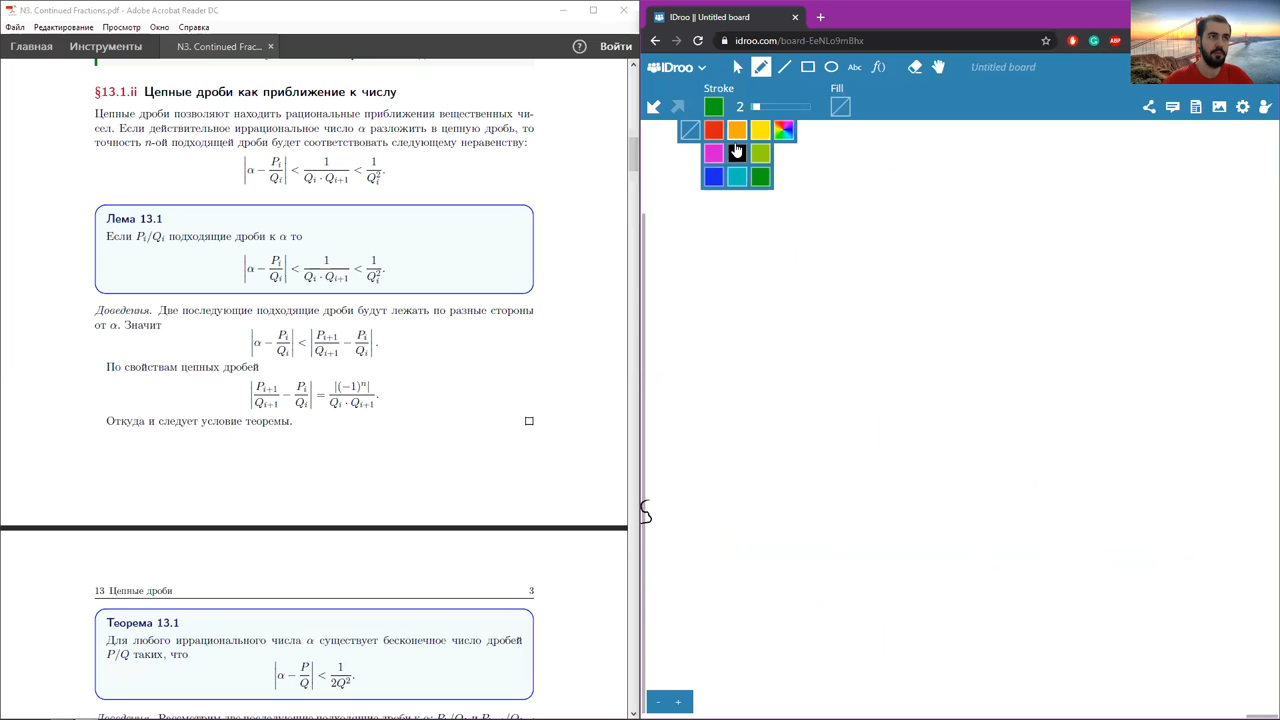 N3. Continued Fractions.pdf - Adobe Acrobat Reader DC
Файл Редактирование Просмотр Окно Справка
Главная Инструменты N3. Continued Frac... × ? Войти
§13.1.ii Цепные дроби как приближение к числу
Цепные дроби позволяют находить рациональные приближения вещественных чи-
сел. Если действительное иррациональное число α разложить в цепную дробь, то
точность n-ой подходящей дроби будет соответствовать следующему неравенству:
|α − P_i/Q_i| < 1/(Q_i · Q_{i+1}) < 1/Q_i^2.
Лема 13.1
Если P_i/Q_i подходящие дроби к α то
|α − P_i/Q_i| < 1/(Q_i · Q_{i+1}) < 1/Q_i^2.
Доведення. Две последующие подходящие дроби будут лежать по разные стороны
от α. Значит
|α − P_i/Q_i| < |P_{i+1}/Q_{i+1} − P_i/Q_i|.
По свойствам цепных дробей
|P_{i+1}/Q_{i+1} − P_i/Q_i| = |(−1)^n|/(Q_i · Q_{i+1}).
Откуда и следует условие теоремы. □
13 Цепные дроби 3
Теорема 13.1
Для любого иррационального числа α существует бесконечное число дробей
P/Q таких, что
|α − P/Q| < 1/(2Q^2).
IDroo || Untitled board
idroo.com/board-EeNLo9mBhx
IDroo Abc f() Untitled board
Stroke Fill
2
- +